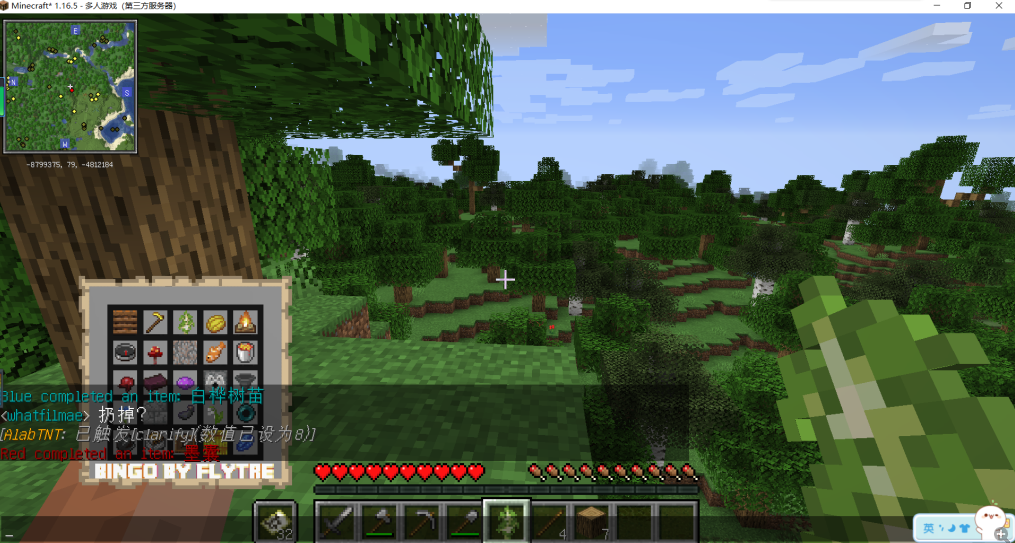 Minecraft* 1.16.5 - 多人游戏（第三方服务器）
E
N
S
W
-8799375, 79, -4812184
Blue completed an item: 白桦树苗
<whatfilmae> 扔掉?
[AlabTNT: 已触发[clarify](数值已设为8)]
Red completed an item: 墨囊
BINGO BY FLYTRE
32
4
7
英